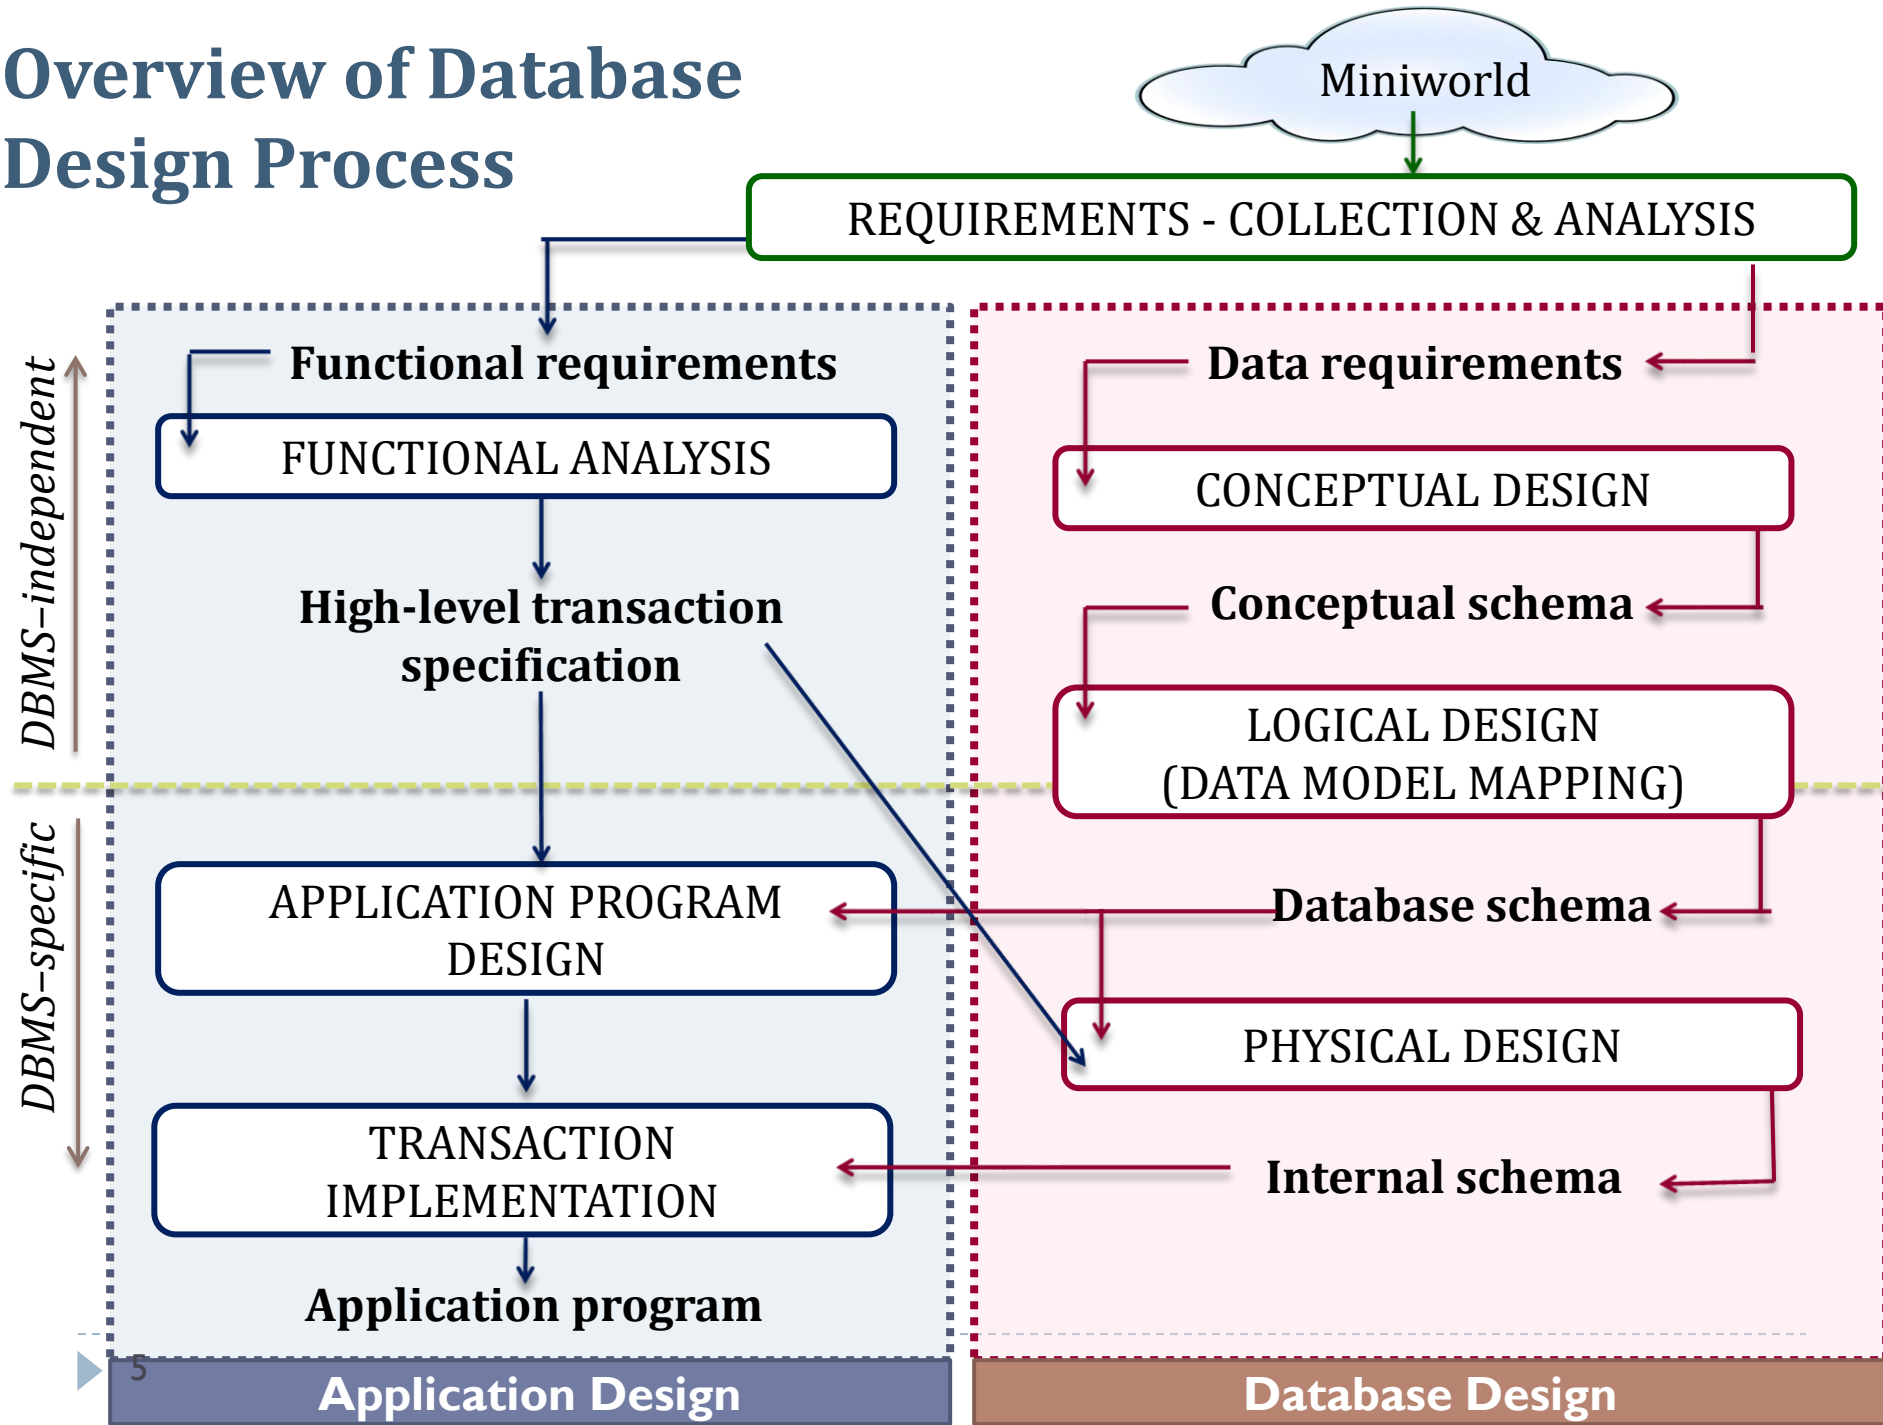 Overview of Database
Design Process
Miniworld
REQUIREMENTS - COLLECTION & ANALYSIS
DBMS–independent
Functional requirements
FUNCTIONAL ANALYSIS
High-level transaction
specification
Data requirements
CONCEPTUAL DESIGN
Conceptual schema
LOGICAL DESIGN
(DATA MODEL MAPPING)
DBMS–specific
APPLICATION PROGRAM
DESIGN
TRANSACTION
IMPLEMENTATION
Application program
Database schema
PHYSICAL DESIGN
Internal schema
5
Application Design
Database Design